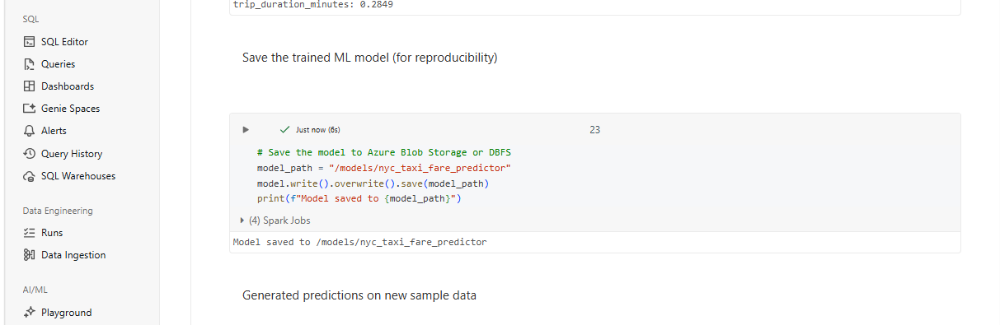 SQL
SQL Editor
Queries
Dashboards
Genie Spaces
Alerts
Query History
SQL Warehouses
Data Engineering
Runs
Data Ingestion
AI/ML
Playground
trip_duration_minutes: 0.2849
Save the trained ML model (for reproducibility)
Just now (6s)
23
# Save the model to Azure Blob Storage or DBFS
model_path = "/models/nyc_taxi_fare_predictor"
model.write().overwrite().save(model_path)
print(f"Model saved to {model_path}")
(4) Spark Jobs
Model saved to /models/nyc_taxi_fare_predictor
Generated predictions on new sample data